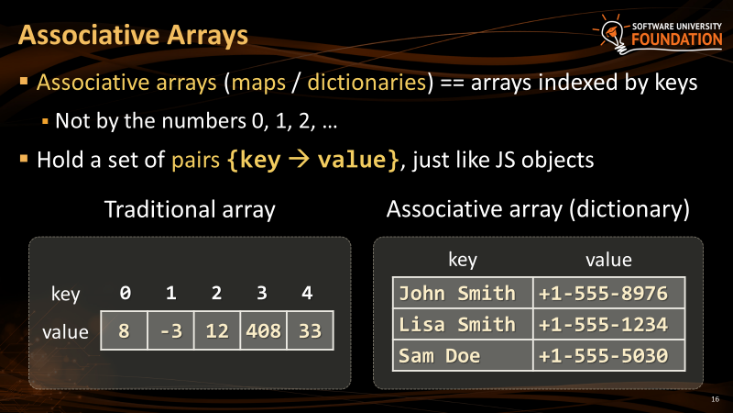 Associative Arrays
SOFTWARE UNIVERSITY
FOUNDATION
▪ Associative arrays (maps / dictionaries) == arrays indexed by keys
▪ Not by the numbers 0, 1, 2, …
▪ Hold a set of pairs {key → value}, just like JS objects
Traditional array
key 0 1 2 3 4
value 8 -3 12 408 33
Associative array (dictionary)
key value
John Smith +1-555-8976
Lisa Smith +1-555-1234
Sam Doe +1-555-5030
16